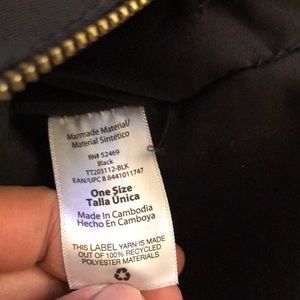 Manmade Material/
Material Sintético
RN# 52469
Black
TT203112-BLK
EAN/UPC 8 8441011747
One Size
Talla Única
Made In Cambodia
Hecho En Camboya
THIS LABEL YARN IS MADE
OUT OF 100% RECYCLED
POLYESTER MATERIALS